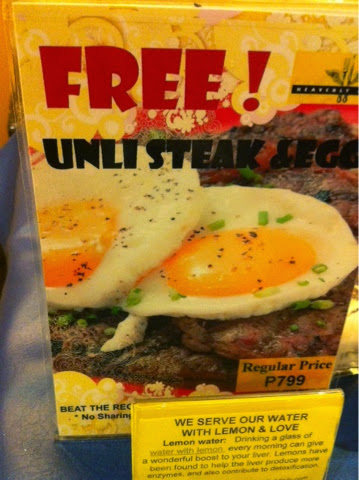 FREE!
HEAVENLY
UNLI STEAK & EGG
Regular Price
P799
BEAT THE REC
* No Sharing
WE SERVE OUR WATER
WITH LEMON & LOVE
Lemon water: Drinking a glass of
water with lemon every morning can give
a wonderful boost to your liver. Lemons have
been found to help the liver produce more
enzymes, and also contribute to detoxification.